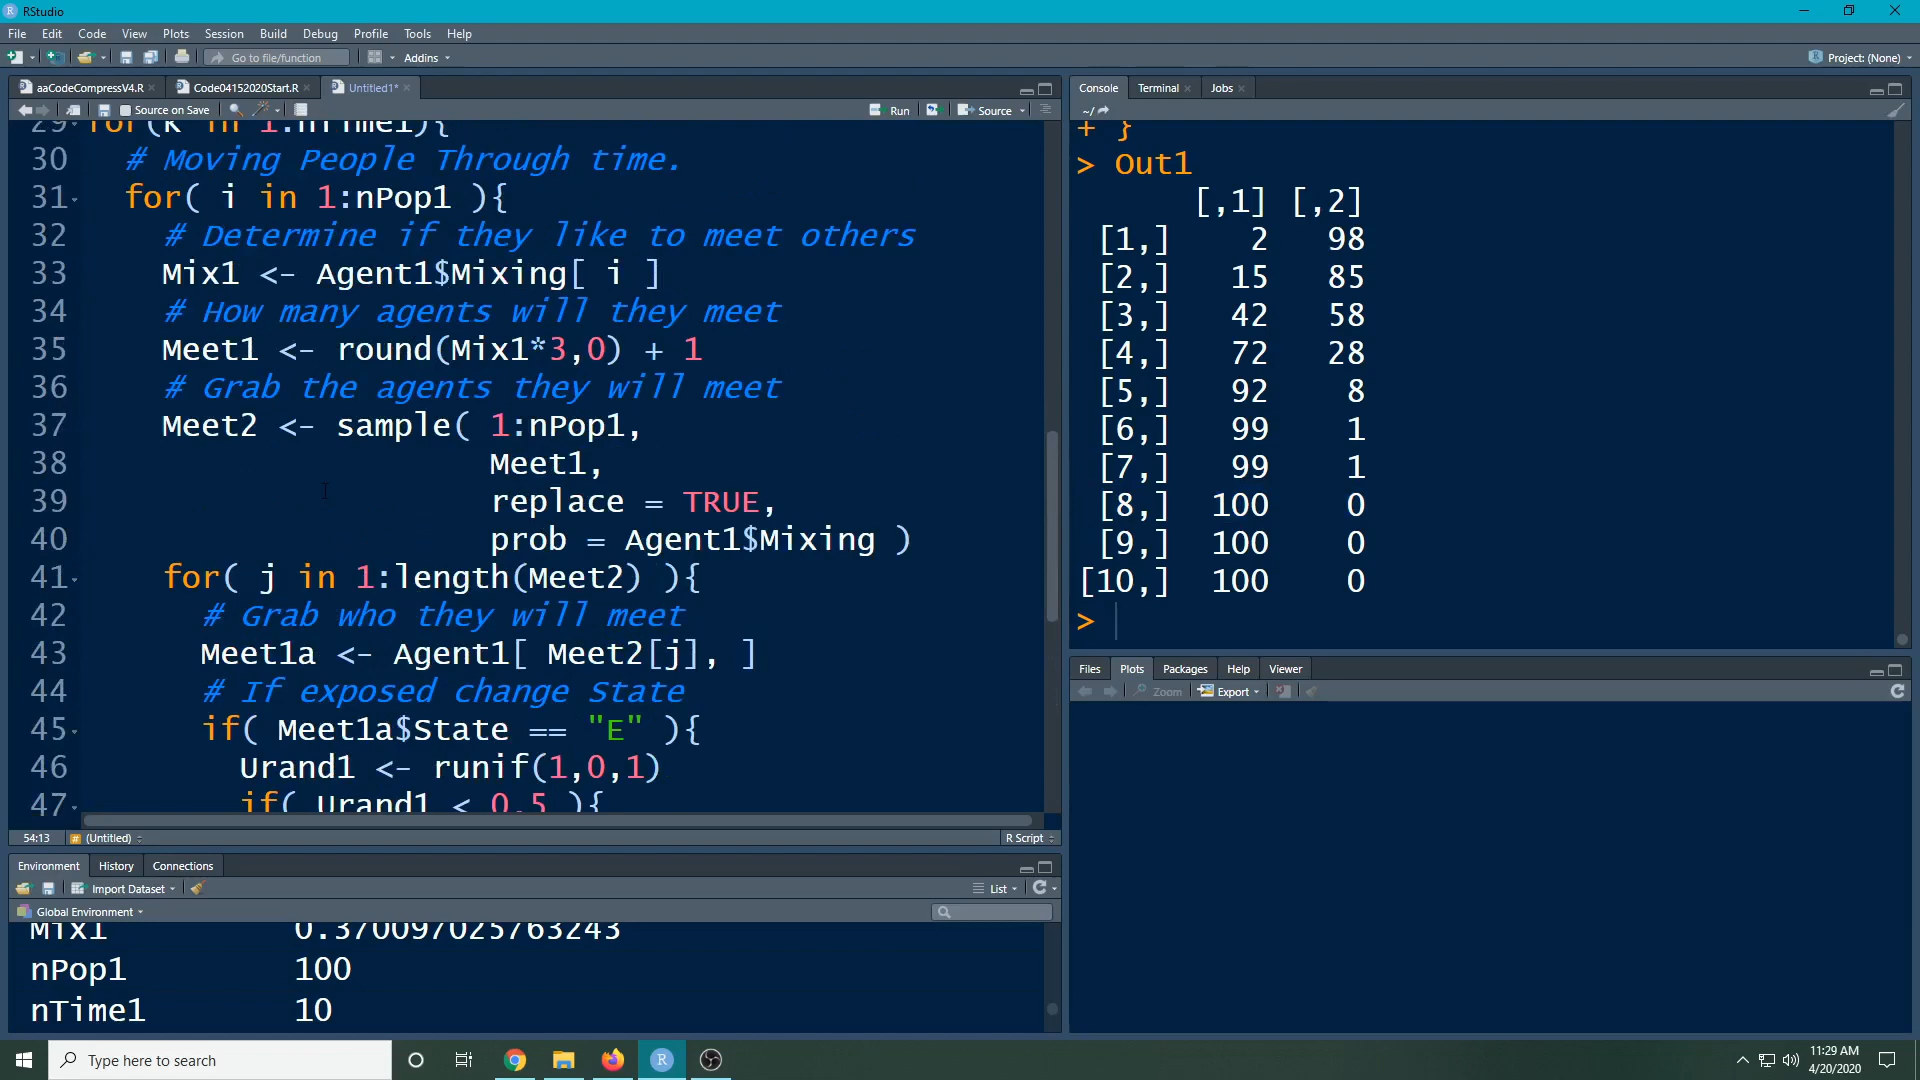 RStudio
File Edit Code View Plots Session Build Debug Profile Tools Help
Go to file/function Addins Project: (None)
aaCodeCompressV4.R Code04152020Start.R Untitled1*
Source on Save Run Source
29 for(k in 1:nTime1){
30 # Moving People Through time.
31 for( i in 1:nPop1 ){
32 # Determine if they like to meet others
33 Mix1 <- Agent1$Mixing[ i ]
34 # How many agents will they meet
35 Meet1 <- round(Mix1*3,0) + 1
36 # Grab the agents they will meet
37 Meet2 <- sample( 1:nPop1,
38 Meet1,
39 replace = TRUE,
40 prob = Agent1$Mixing )
41 for( j in 1:length(Meet2) ){
42 # Grab who they will meet
43 Meet1a <- Agent1[ Meet2[j], ]
44 # If exposed change State
45 if( Meet1a$State == "E" ){
46 Urand1 <- runif(1,0,1)
47 if( Urand1 < 0.5 ){
54:13 # (Untitled) R Script
Environment History Connections
Import Dataset List
Global Environment
Mix1 0.370097025763243
nPop1 100
nTime1 10
Console Terminal Jobs
~/
+ }
> Out1
[,1] [,2]
[1,] 2 98
[2,] 15 85
[3,] 42 58
[4,] 72 28
[5,] 92 8
[6,] 99 1
[7,] 99 1
[8,] 100 0
[9,] 100 0
[10,] 100 0
>
Files Plots Packages Help Viewer
Zoom Export
Type here to search
R
11:29 AM
4/20/2020